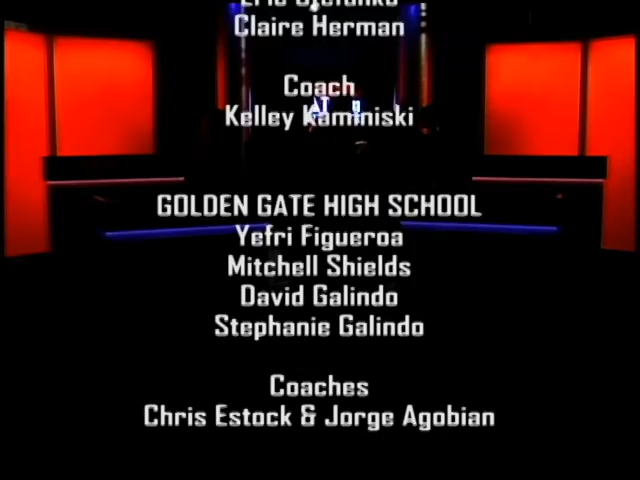 Claire Herman
Coach
Kelley Kaminiski
GOLDEN GATE HIGH SCHOOL
Yefri Figueroa
Mitchell Shields
David Galindo
Stephanie Galindo
Coaches
Chris Estock & Jorge Agobian